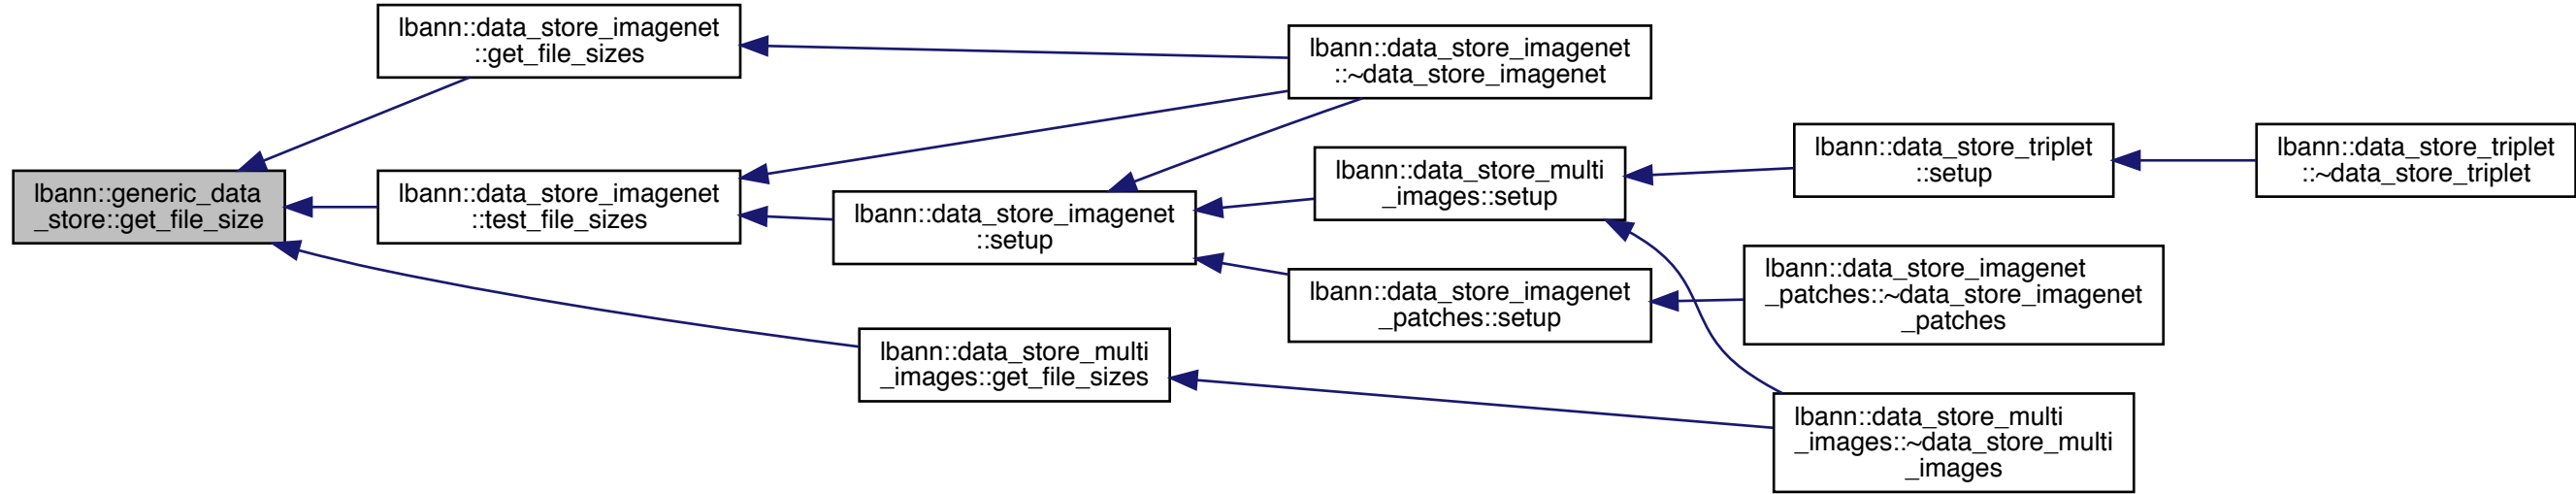 lbann::data_store_imagenet
::get_file_sizes
lbann::data_store_imagenet
::~data_store_imagenet
lbann::generic_data
_store::get_file_size
lbann::data_store_imagenet
::test_file_sizes
lbann::data_store_imagenet
::setup
lbann::data_store_multi
_images::setup
lbann::data_store_triplet
::setup
lbann::data_store_triplet
::~data_store_triplet
lbann::data_store_imagenet
_patches::setup
lbann::data_store_imagenet
_patches::~data_store_imagenet
_patches
lbann::data_store_multi
_images::get_file_sizes
lbann::data_store_multi
_images::~data_store_multi
_images